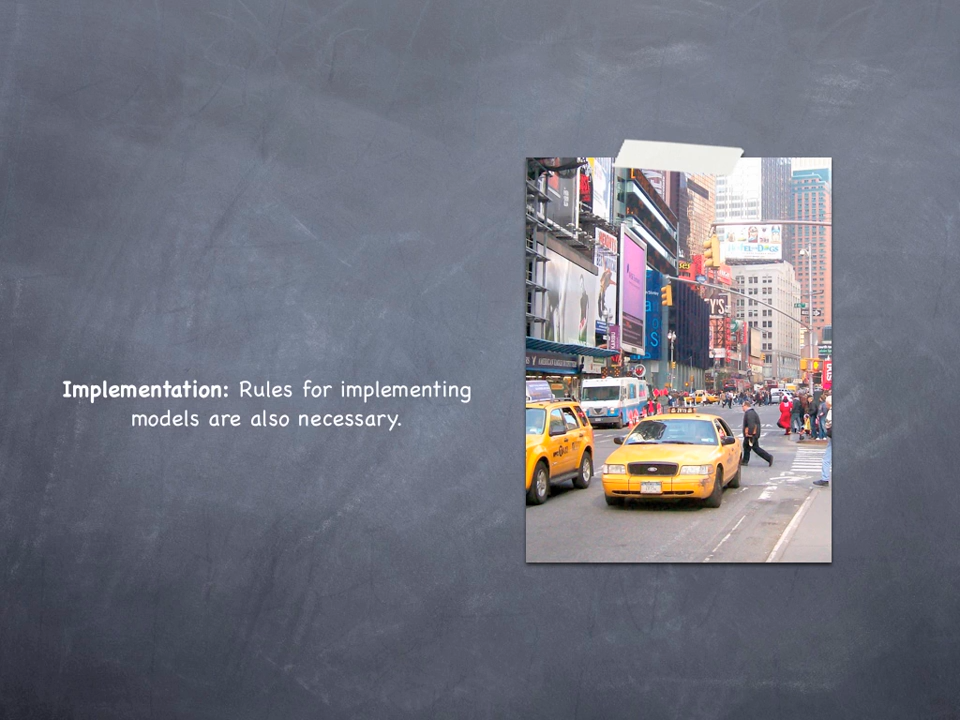 Implementation: Rules for implementing
models are also necessary.